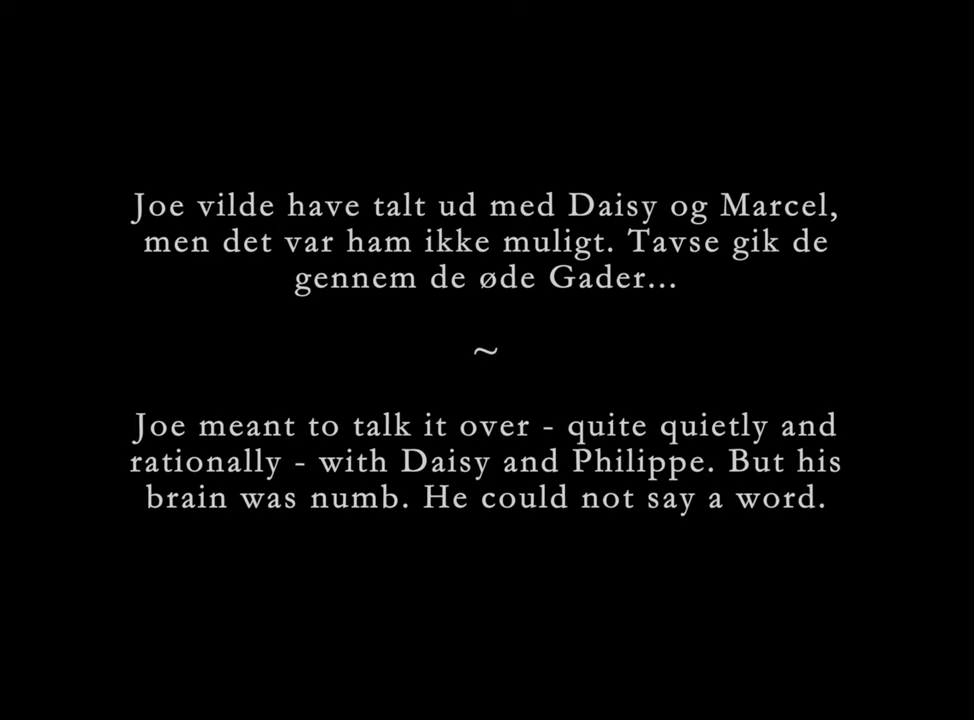 Joe vilde have talt ud med Daisy og Marcel,
men det var ham ikke muligt. Tavse gik de
gennem de øde Gader...
~
Joe meant to talk it over - quite quietly and
rationally - with Daisy and Philippe. But his
brain was numb. He could not say a word.